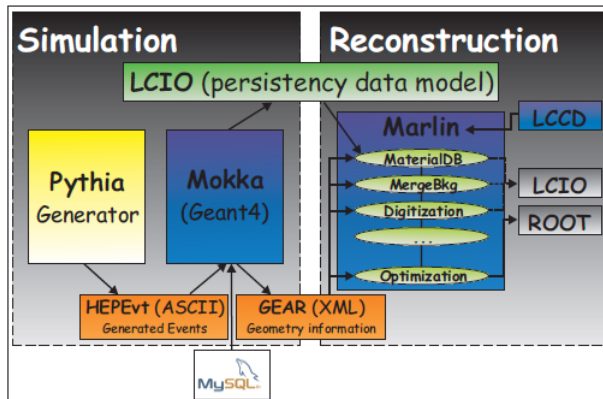 Simulation
Reconstruction
LCIO (persistency data model)
Pythia
Generator
Mokka
(Geant4)
HEPEvt (ASCII)
Generated Events
GEAR (XML)
Geometry information
MySQL
Marlin
MaterialDB
MergeBkg
Digitization
...
Optimization
LCCD
LCIO
ROOT